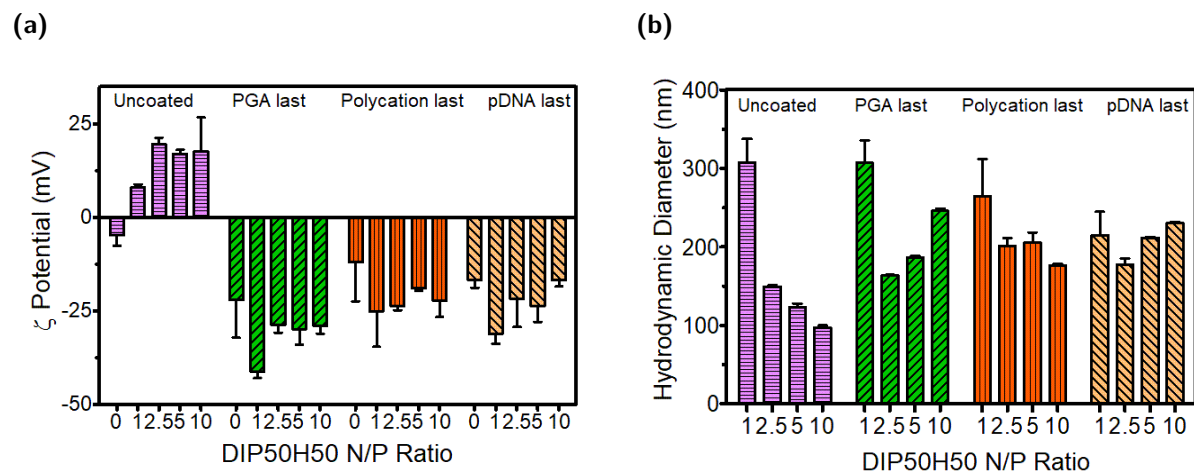 (a)
Uncoated PGA last Polycation last pDNA last
25
0
-25
-50
ζ Potential (mV)
0 12.55 10 0 12.55 10 0 12.55 10 0 12.55 10
DIP50H50 N/P Ratio
(b)
400
Uncoated PGA last Polycation last pDNA last
300
200
100
0
Hydrodynamic Diameter (nm)
12.5 5 10 12.5 5 10 12.5 5 10 12.5 5 10
DIP50H50 N/P Ratio